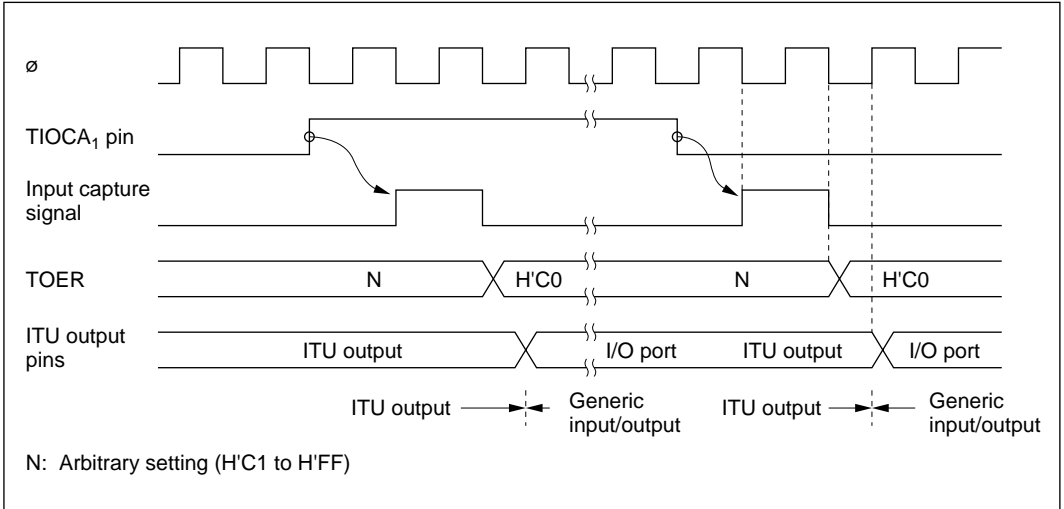 ø
TIOCA1 pin
Input capture
signal
TOER N H'C0 N H'C0
ITU output
pins
ITU output I/O port ITU output I/O port
ITU output Generic
input/output
ITU output Generic
input/output
N: Arbitrary setting (H'C1 to H'FF)